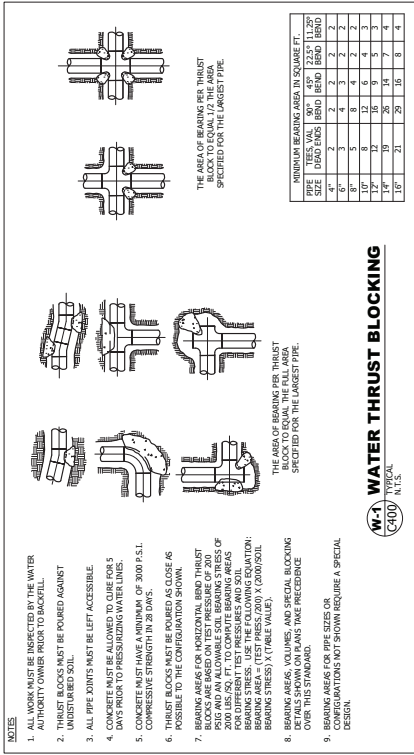 NOTES
1. ALL WORK MUST BE INSPECTED BY THE WATER
AUTHORITY OWNER PRIOR TO BACKFILL.
2. THRUST BLOCKS MUST BE POURED AGAINST
UNDISTURBED SOIL.
3. ALL PIPE JOINTS MUST BE LEFT ACCESSIBLE.
4. CONCRETE MUST BE ALLOWED TO CURE FOR 5
DAYS PRIOR TO PRESSURIZING WATER LINES.
5. CONCRETE MUST HAVE A MINIMUM OF 3000 P.S.I.
COMPRESSIVE STRENGTH IN 28 DAYS.
6. THRUST BLOCKS MUST BE POURED AS CLOSE AS
POSSIBLE TO THE CONFIGURATION SHOWN.
7. BEARING AREAS FOR HORIZONTAL BEND THRUST
BLOCKS ARE BASED ON TEST PRESSURE OF 200
PSIG AND AN ALLOWABLE SOIL BEARING STRESS OF
2000 LBS./SQ. FT. TO COMPUTE BEARING AREAS
FOR DIFFERENT TEST PRESSURES AND SOIL
BEARING STRESS. USE THE FOLLOWING EQUATION:
BEARING AREA = (TEST PRESS./200) X (2000/SOIL
BEARING STRESS) X (TABLE VALUE).
8. BEARING AREAS, VOLUMES, AND SPECIAL BLOCKING
DETAILS SHOWN ON PLANS TAKE PRECEDENCE
OVER THIS STANDARD.
9. BEARING AREAS FOR PIPE SIZES OR
CONFIGURATIONS NOT SHOWN REQUIRE A SPECIAL
DESIGN.
THE AREA OF BEARING PER THRUST
BLOCK TO EQUAL THE FULL AREA
SPECIFIED FOR THE LARGEST PIPE.
THE AREA OF BEARING PER THRUST
BLOCK TO EQUAL 1/2 THE AREA
SPECIFIED FOR THE LARGEST PIPE.
MINIMUM BEARING AREA IN SQUARE FT.
PIPE SIZE TEES, VAL DEAD ENDS 90° BEND 45° BEND 22.5° BEND 11.25° BEND
4" 2 2 2 2 2
6" 3 4 3 2 2
8" 5 8 4 2 2
10" 8 12 6 4 3
12" 12 16 9 5 3
14" 19 26 14 7 4
16" 21 29 16 8 4
W-1 WATER THRUST BLOCKING
C400 TYPICAL
N.T.S.